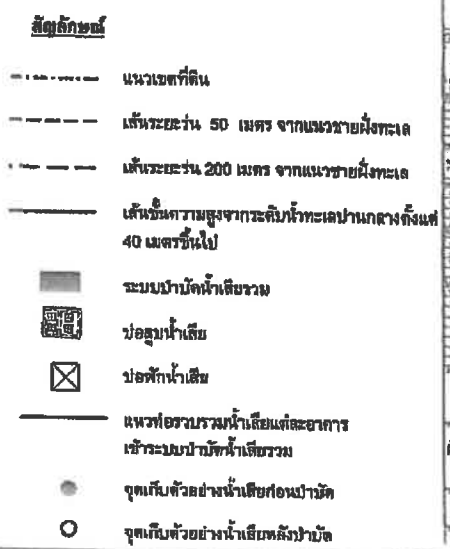 สัญลักษณ์
แนวเขตที่ดิน
เส้นระยะร่น 50 เมตร จากแนวชายฝั่งทะเล
เส้นระยะร่น 200 เมตร จากแนวชายฝั่งทะเล
เส้นชั้นความสูงจากระดับน้ำทะเลปานกลางตั้งแต่
40 เมตรขึ้นไป
ระบบบำบัดน้ำเสียรวม
บ่อสูบน้ำเสีย
บ่อพักน้ำเสีย
แนวท่อรวบรวมน้ำเสียแต่ละอาคาร
เข้าระบบบำบัดน้ำเสียรวม
จุดเก็บตัวอย่างน้ำเสียก่อนบำบัด
จุดเก็บตัวอย่างน้ำเสียหลังบำบัด